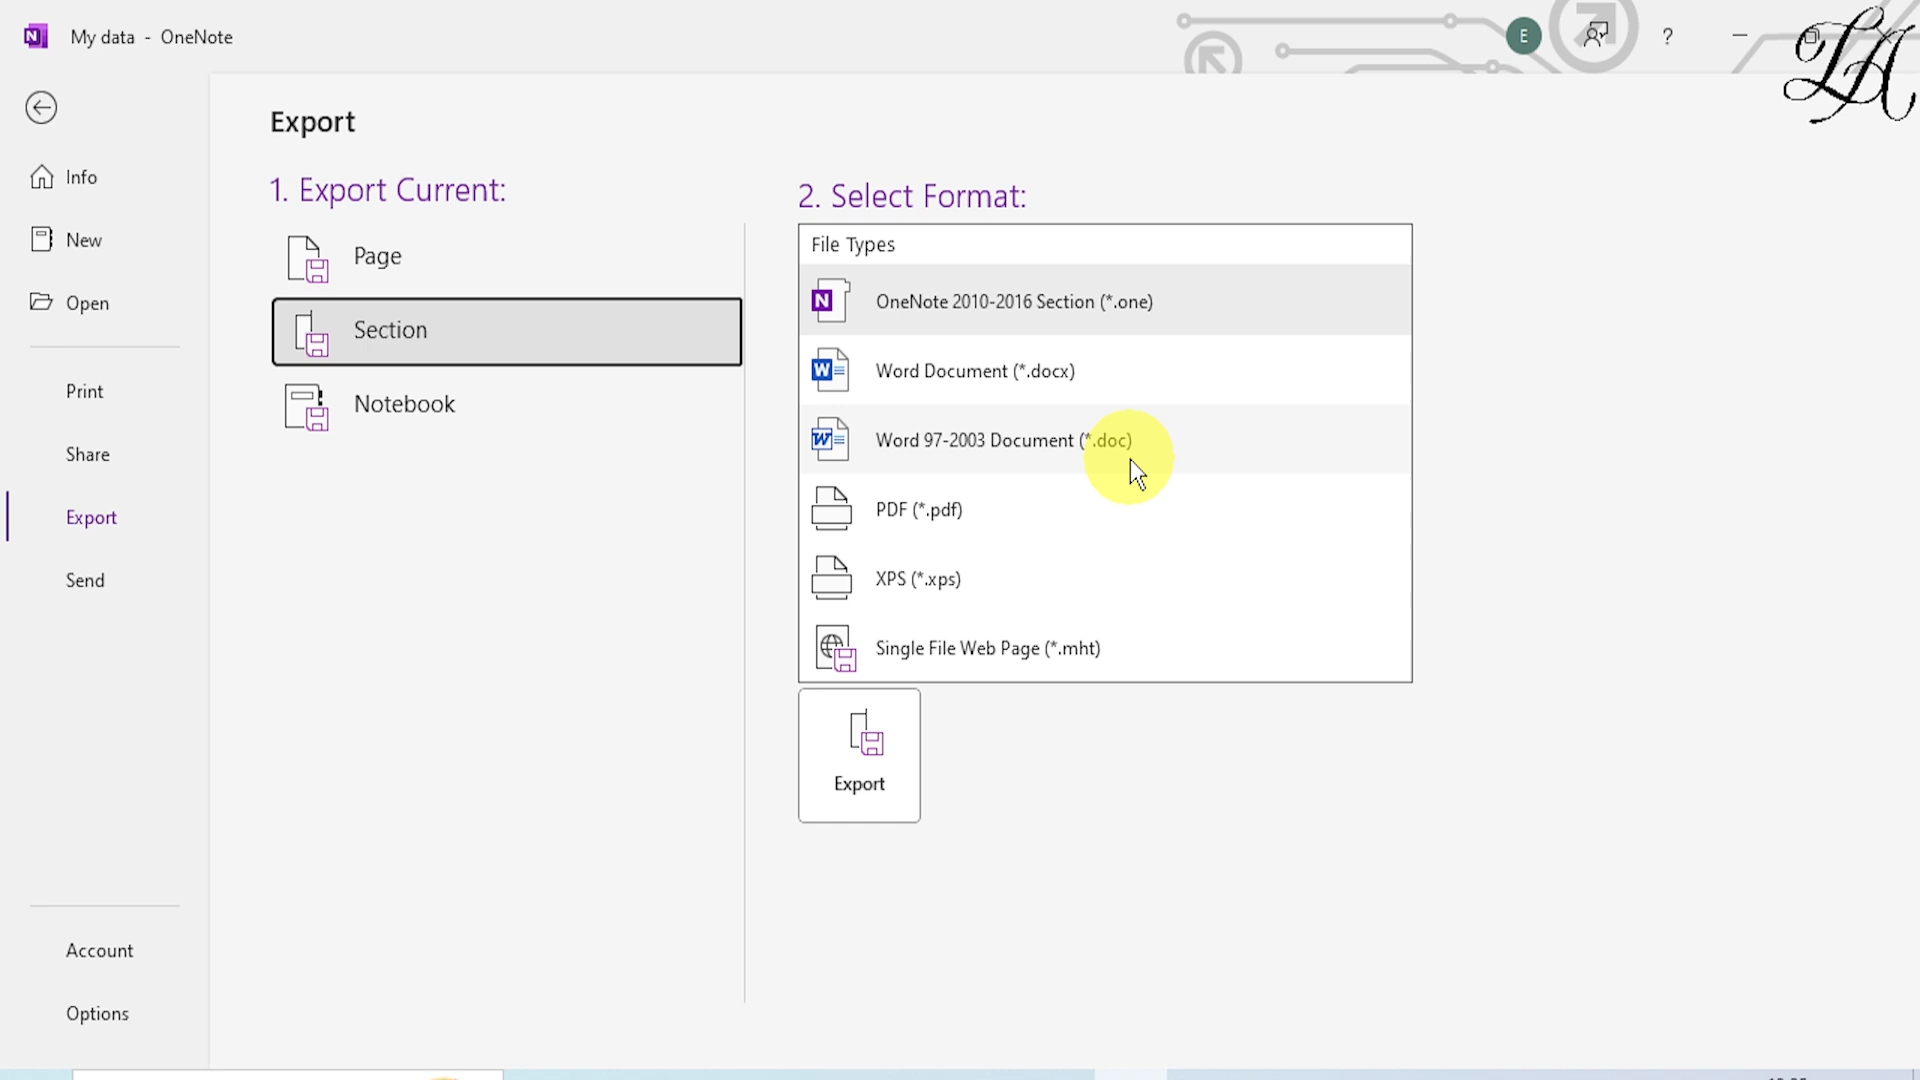 My data - OneNote
E
?
LA
Info
New
Open
Print
Share
Export
Send
Account
Options
Export
1. Export Current:
Page
Section
Notebook
2. Select Format:
File Types
OneNote 2010-2016 Section (*.one)
Word Document (*.docx)
Word 97-2003 Document (*.doc)
PDF (*.pdf)
XPS (*.xps)
Single File Web Page (*.mht)
Export